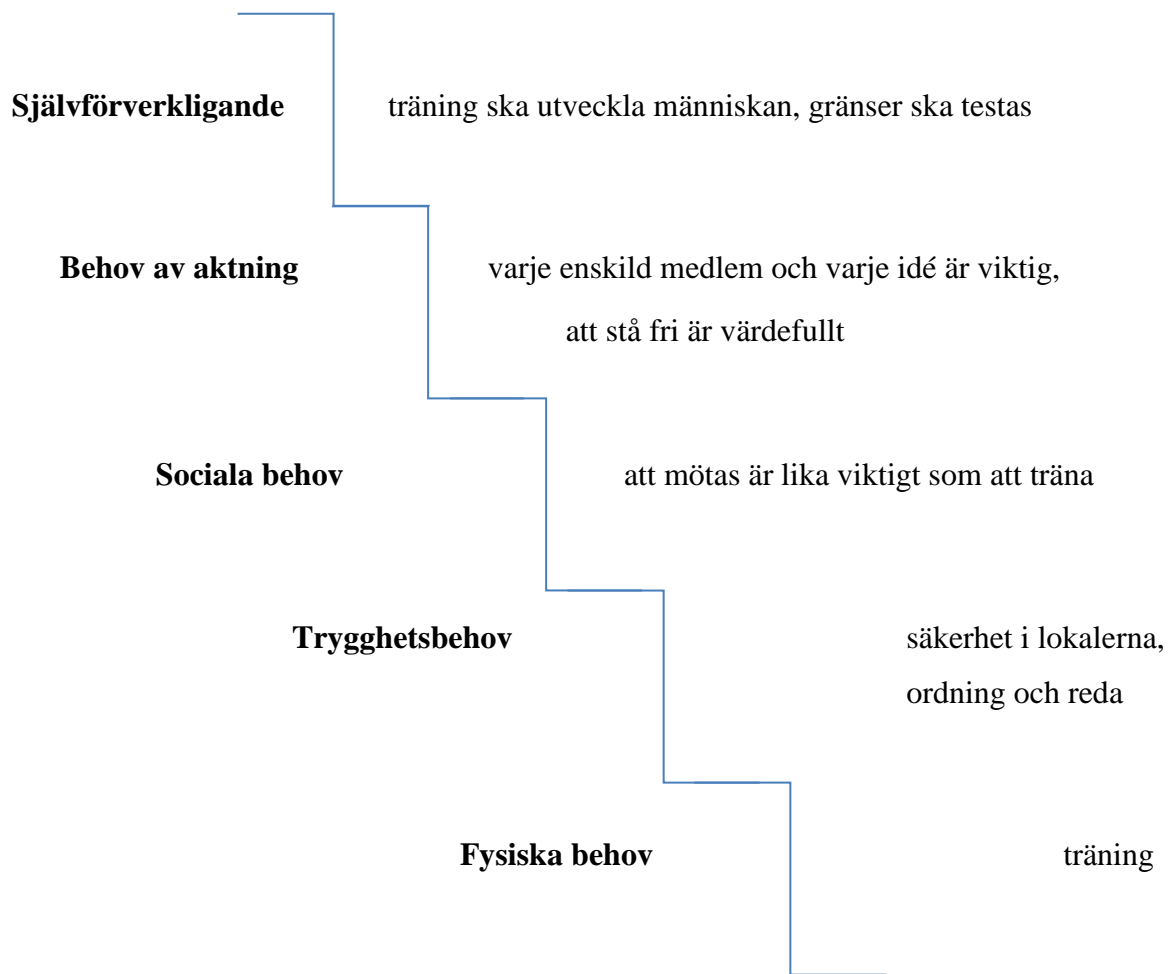 Självförverkligande träning ska utveckla människan, gränser ska testas
Behov av aktning varje enskild medlem och varje idé är viktig,
att stå fri är värdefullt
Sociala behov att mötas är lika viktigt som att träna
Trygghetsbehov säkerhet i lokalerna,
ordning och reda
Fysiska behov träning